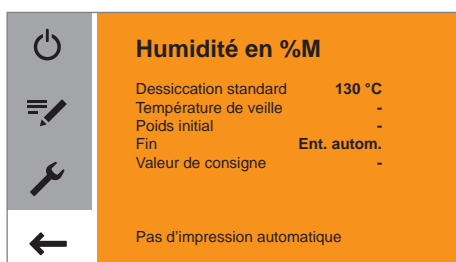 Humidité en %M
Dessiccation standard 130 °C
Température de veille -
Poids initial -
Fin Ent. autom.
Valeur de consigne -
Pas d'impression automatique